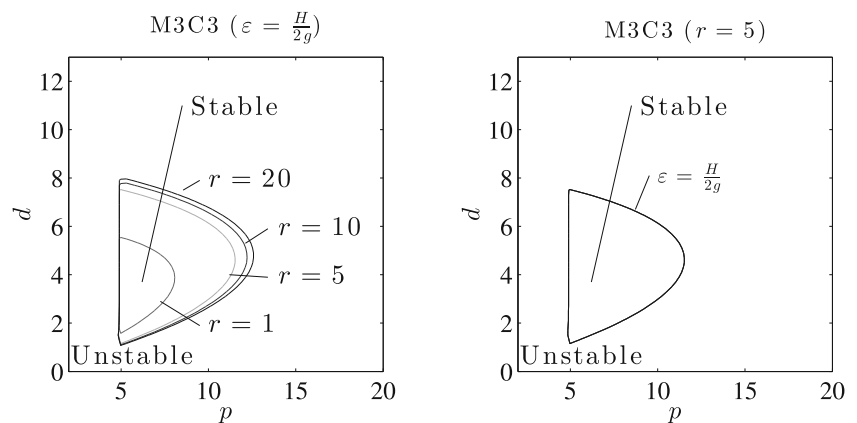 M3C3 (ε = H/2g)
12
10
8
6
4
2
0
d
Stable
r = 20
r = 10
r = 5
r = 1
Unstable
5
10
15
20
p
M3C3 (r = 5)
12
10
8
6
4
2
0
d
Stable
ε = H/2g
Unstable
5
10
15
20
p